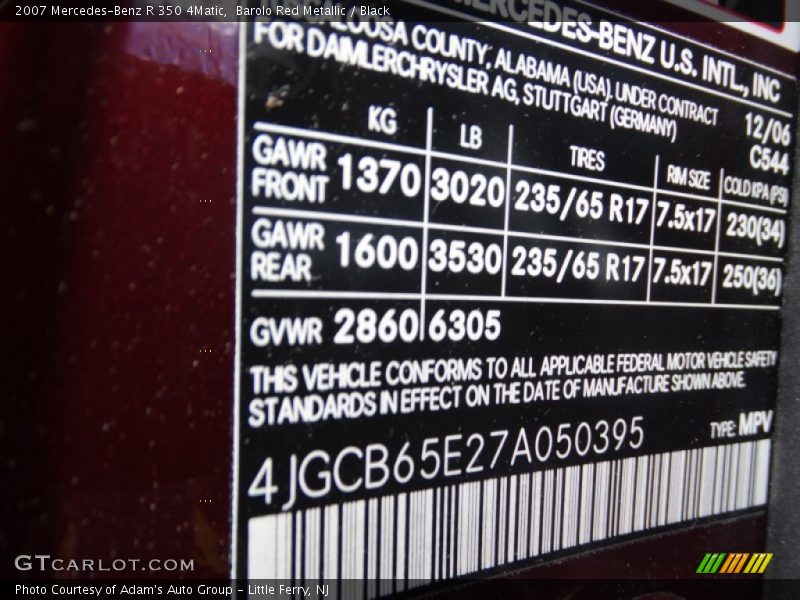 2007 Mercedes-Benz R 350 4Matic, Barolo Red Metallic / Black
MERCEDES-BENZ U.S. INTL, INC
COUNTY, ALABAMA (USA). UNDER CONTRACT
FOR DAIMLERCHRYSLER AG, STUTTGART (GERMANY)
12/06
C544
KG LB TIRES RIM SIZE COLD KPA (PSI)
GAWR FRONT 1370 3020 235/65 R17 7.5x17 230(34)
GAWR REAR 1600 3530 235/65 R17 7.5x17 250(36)
GVWR 2860 6305
THIS VEHICLE CONFORMS TO ALL APPLICABLE FEDERAL MOTOR VEHICLE SAFETY
STANDARDS IN EFFECT ON THE DATE OF MANUFACTURE SHOWN ABOVE.
4JGCB65E27A050395 TYPE: MPV
GTCARLOT.COM
Photo Courtesy of Adam's Auto Group - Little Ferry, NJ